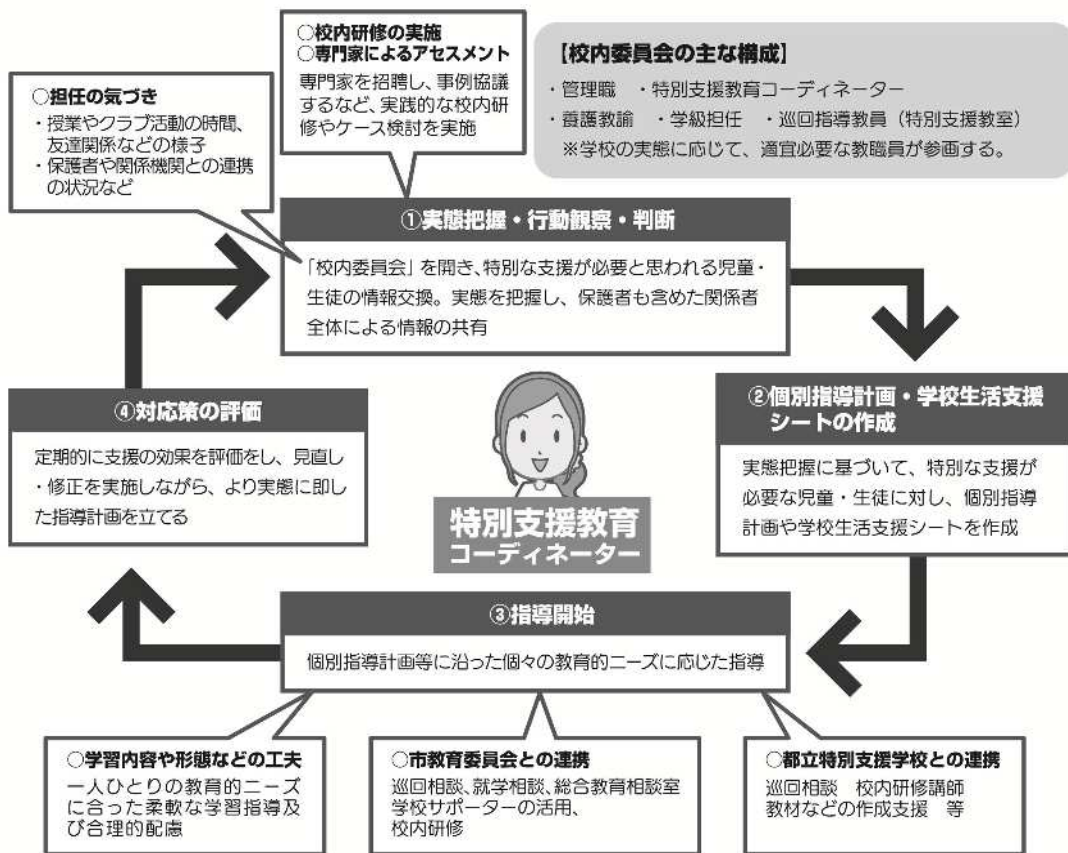 ○担任の気づき
・授業やクラブ活動の時間、
友達関係などの様子
・保護者や関係機関との連携
の状況など
○校内研修の実施
○専門家によるアセスメント
専門家を招聘し、事例協議
するなど、実践的な校内研
修やケース検討を実施
【校内委員会の主な構成】
・管理職　・特別支援教育コーディネーター
・養護教諭　・学級担任　・巡回指導教員（特別支援教室）
※学校の実態に応じて、適宜必要な教職員が参画する。
①実態把握・行動観察・判断
「校内委員会」を開き、特別な支援が必要と思われる児童・
生徒の情報交換。実態を把握し、保護者も含めた関係者
全体による情報の共有
②個別指導計画・学校生活支援
シートの作成
実態把握に基づいて、特別な支援が
必要な児童・生徒に対し、個別指導
計画や学校生活支援シートを作成
④対応策の評価
定期的に支援の効果を評価をし、見直し
・修正を実施しながら、より実態に即し
た指導計画を立てる
特別支援教育
コーディネーター
③指導開始
個別指導計画等に沿った個々の教育的ニーズに応じた指導
○学習内容や形態などの工夫
一人ひとりの教育的ニーズ
に合った柔軟な学習指導及
び合理的配慮
○市教育委員会との連携
巡回相談、就学相談、総合教育相談室
学校サポーターの活用、
校内研修
○都立特別支援学校との連携
巡回相談　校内研修講師
教材などの作成支援　等